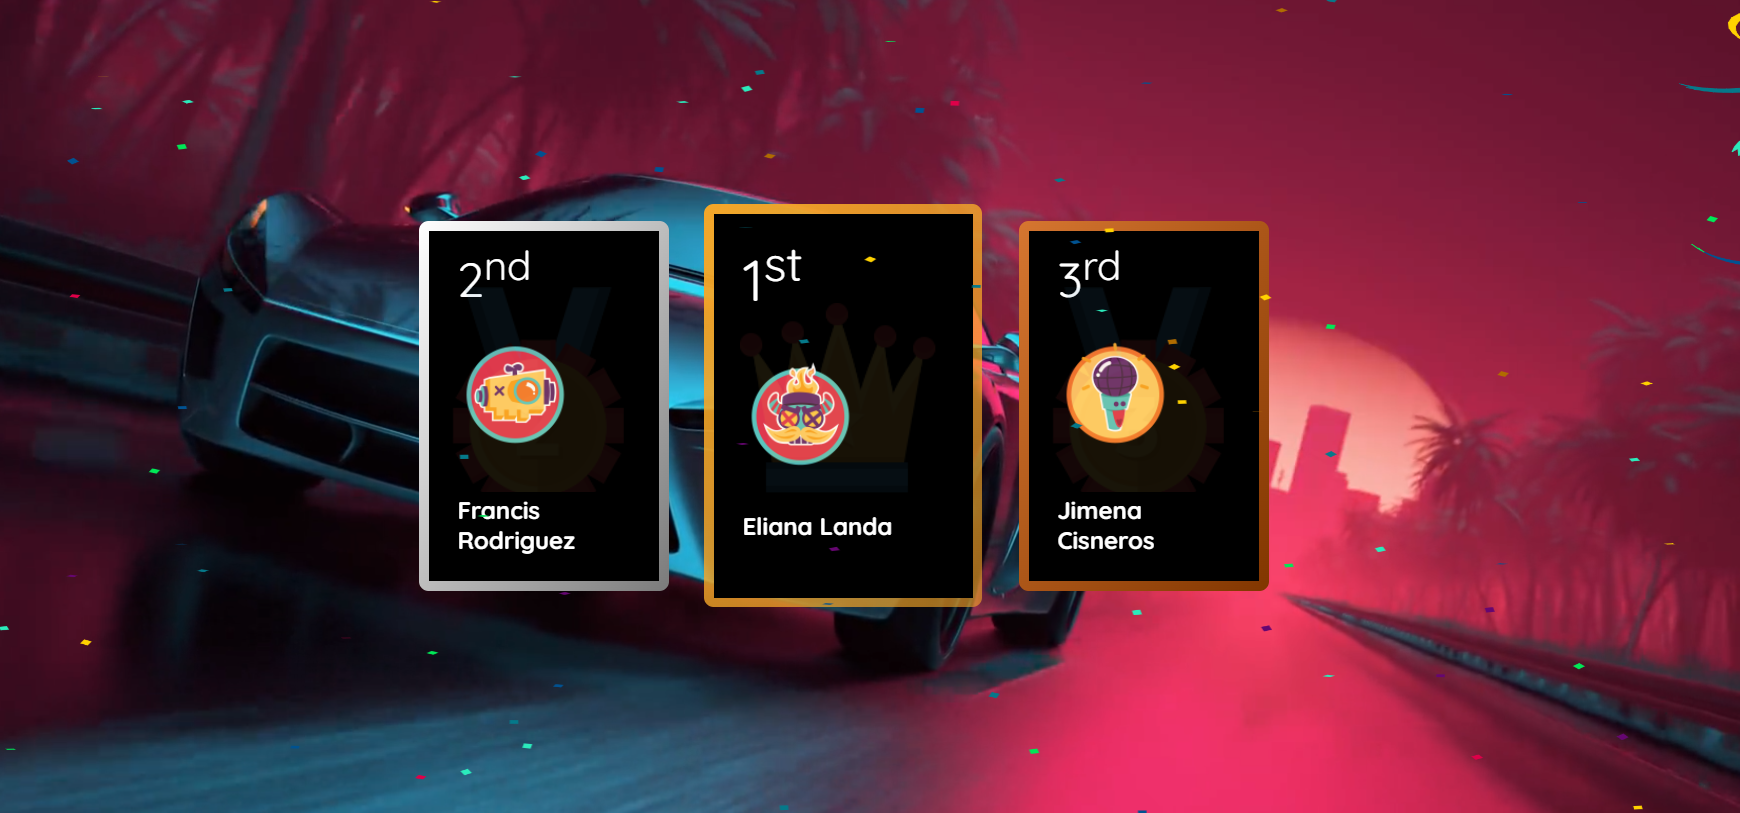 2nd
Francis
Rodriguez
1st
Eliana Landa
3rd
Jimena
Cisneros